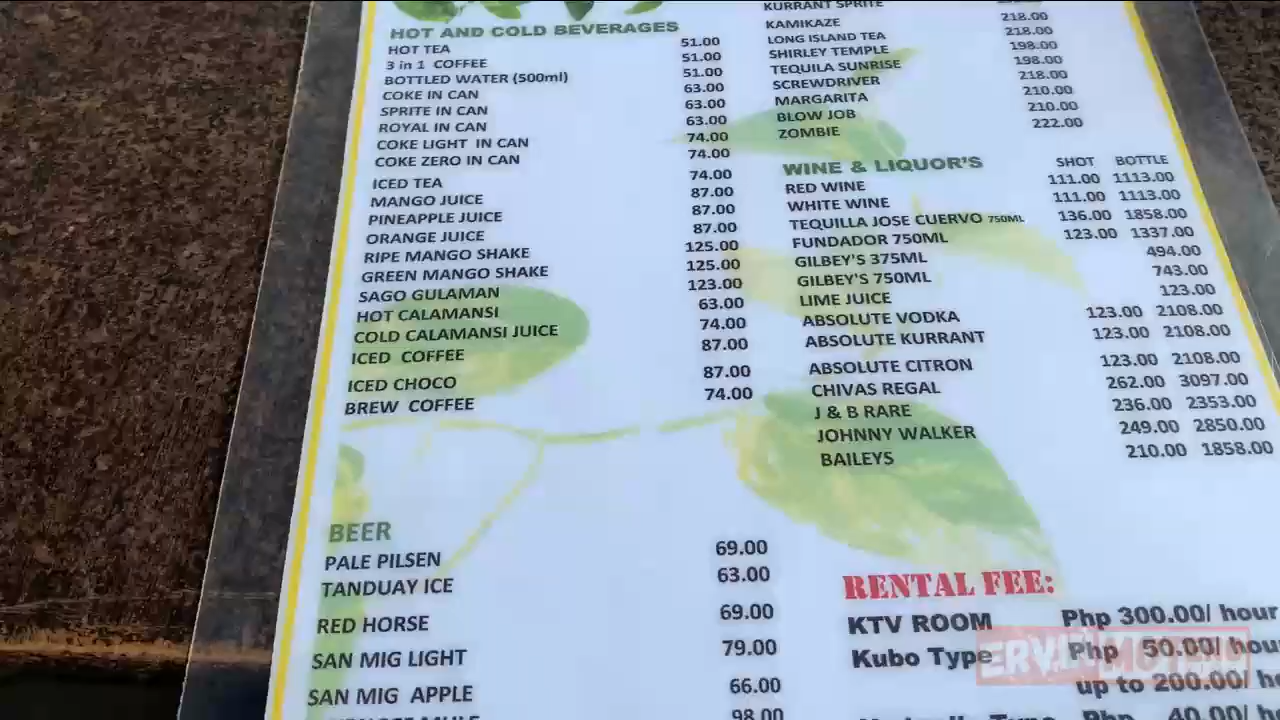 HOT AND COLD BEVERAGES
HOT TEA 51.00
3 in 1 COFFEE 51.00
BOTTLED WATER (500ml) 51.00
COKE IN CAN 63.00
SPRITE IN CAN 63.00
ROYAL IN CAN 63.00
COKE LIGHT IN CAN 74.00
COKE ZERO IN CAN 74.00
ICED TEA 74.00
MANGO JUICE 87.00
PINEAPPLE JUICE 87.00
ORANGE JUICE 87.00
RIPE MANGO SHAKE 125.00
GREEN MANGO SHAKE 125.00
SAGO GULAMAN 123.00
HOT CALAMANSI 63.00
COLD CALAMANSI JUICE 74.00
ICED COFFEE 87.00
ICED CHOCO 87.00
BREW COFFEE 74.00
BEER
PALE PILSEN 69.00
TANDUAY ICE 63.00
RED HORSE 69.00
SAN MIG LIGHT 79.00
SAN MIG APPLE 66.00
98.00
KURRANT SPRITE
KAMIKAZE 218.00
LONG ISLAND TEA 218.00
SHIRLEY TEMPLE 198.00
TEQUILA SUNRISE 198.00
SCREWDRIVER 218.00
MARGARITA 210.00
BLOW JOB 210.00
ZOMBIE 222.00
WINE & LIQUOR'S SHOT BOTTLE
RED WINE 111.00 1113.00
WHITE WINE 111.00 1113.00
TEQUILLA JOSE CUERVO 750ML 136.00 1858.00
FUNDADOR 750ML 123.00 1337.00
GILBEY'S 375ML 494.00
GILBEY'S 750ML 743.00
LIME JUICE 123.00
ABSOLUTE VODKA 123.00 2108.00
ABSOLUTE KURRANT 123.00 2108.00
ABSOLUTE CITRON 123.00 2108.00
CHIVAS REGAL 262.00 3097.00
J & B RARE 236.00 2353.00
JOHNNY WALKER 249.00 2850.00
BAILEYS 210.00 1858.00
RENTAL FEE:
KTV ROOM Php 300.00/ hour
Kubo Type Php 50.00/ hou
up to 200.00/ h
Php 40.00/ h